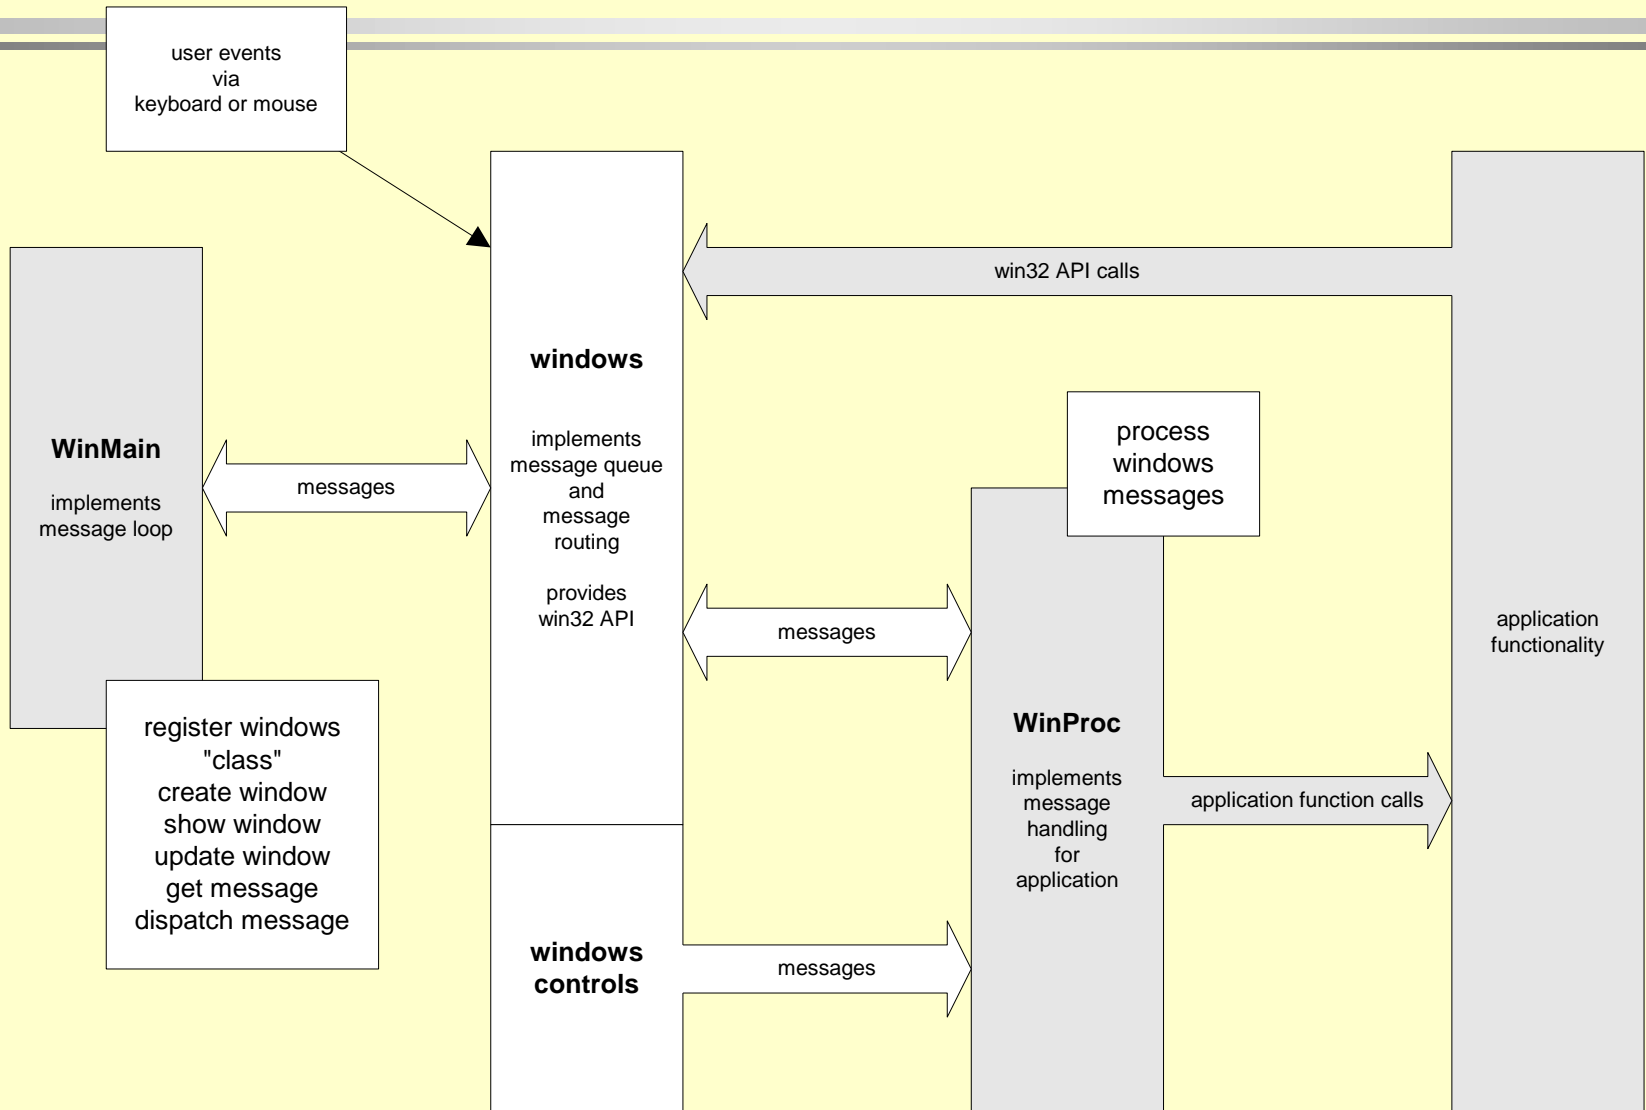 user events
via
keyboard or mouse
win32 API calls
windows
implements
message queue
and
message
routing
provides
win32 API
WinMain
implements
message loop
messages
process
windows
messages
messages
application
functionality
register windows
"class"
create window
show window
update window
get message
dispatch message
WinProc
implements
message
handling
for
application
application function calls
windows
controls
messages